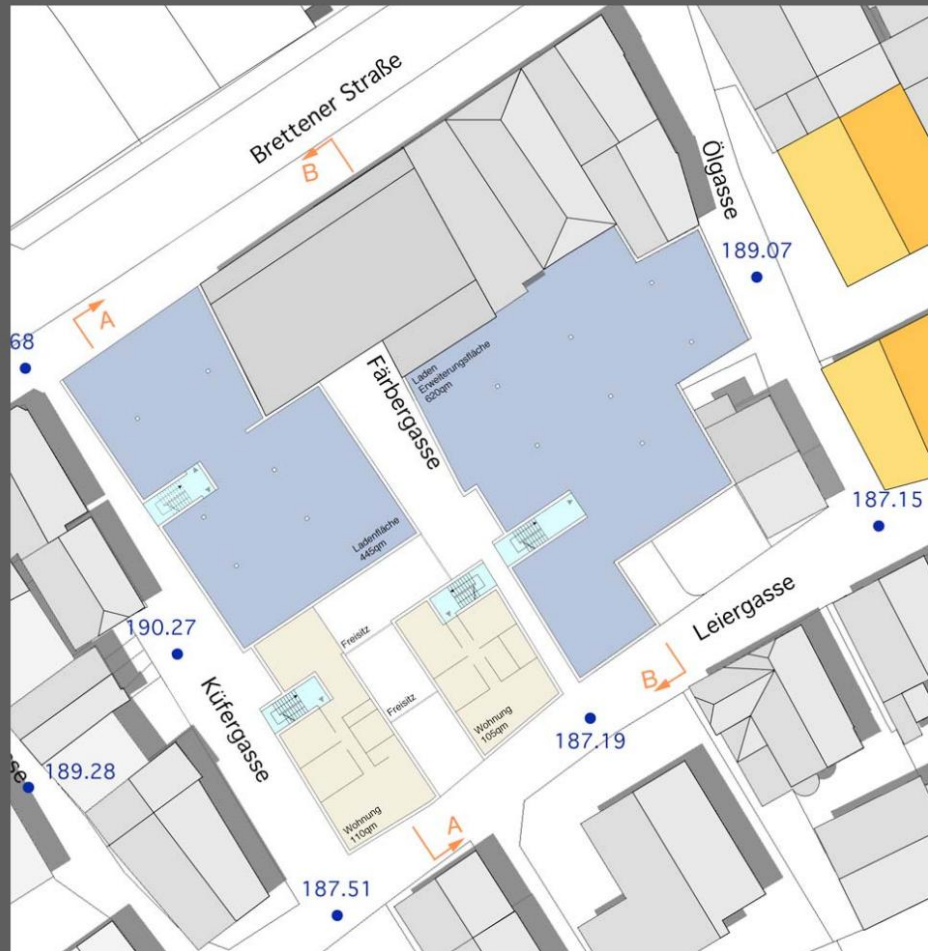 Brettener Straße
B
Ölgasse
189.07
A
68
Färbergasse
Laden
Erweiterungsfläche
620qm
187.15
Ladenfläche
445qm
Leiergasse
190.27
Freisitz
B
Küfergasse
Freisitz
Wohnung
105qm
187.19
189.28
Wohnung
110qm
A
187.51